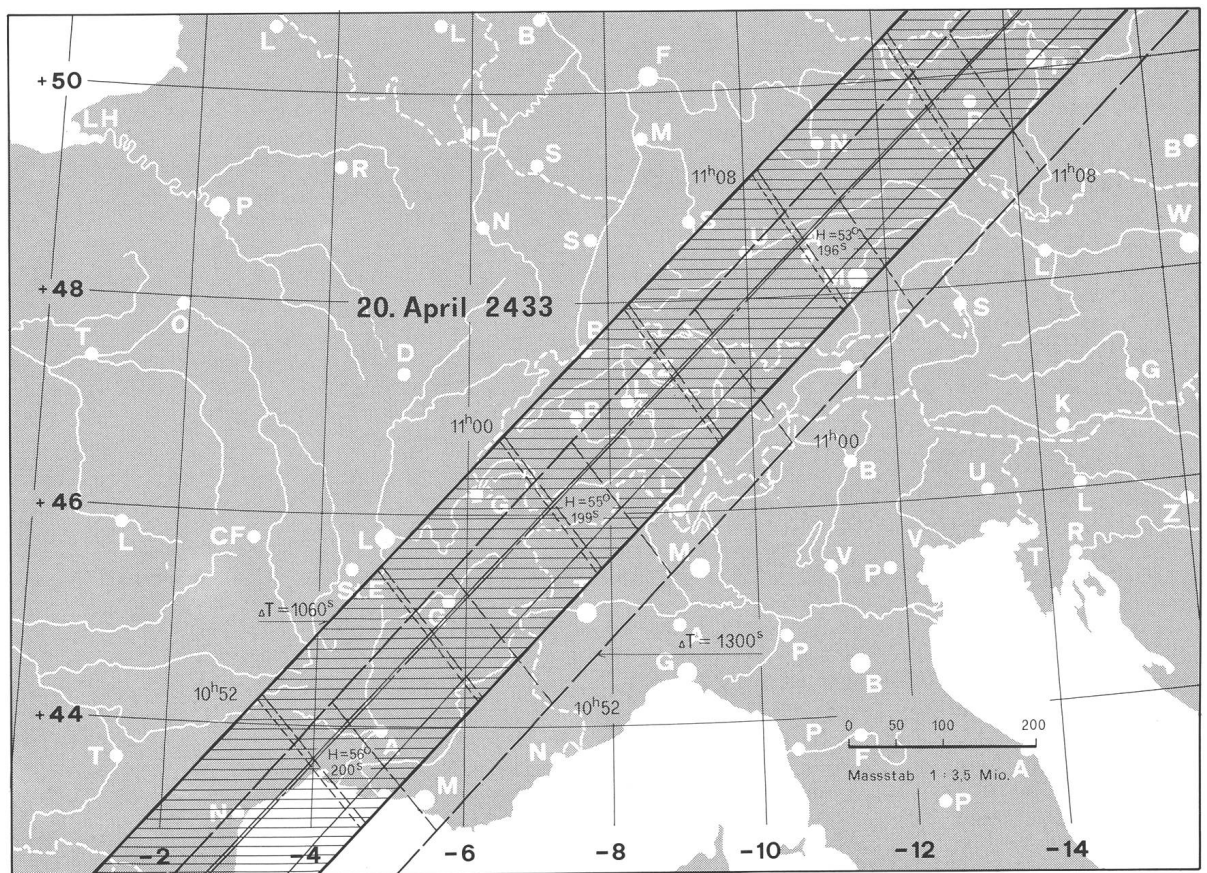 L
L
B
F
P
+50
LH
L
M
N
P
R
S
B
11h08
11h08
P
N
S
S
U
W
L
H=53°
196s
M
+48
20. April 2433
O
S
T
B
D
L
I
G
B
K
11h00
11h00
B
U
L
G
H=55°
199s
L
Z
+46
L
CF
L
M
V
P
V
T
R
SE
G
T
ΔT=1060s
A
ΔT=1300s
P
G
B
10h52
10h52
+44
0 50 100 200
T
A
H=56°
200s
N
P
F
A
Massstab 1:3,5 Mio.
N
M
P
-2 -4 -6 -8 -10 -12 -14